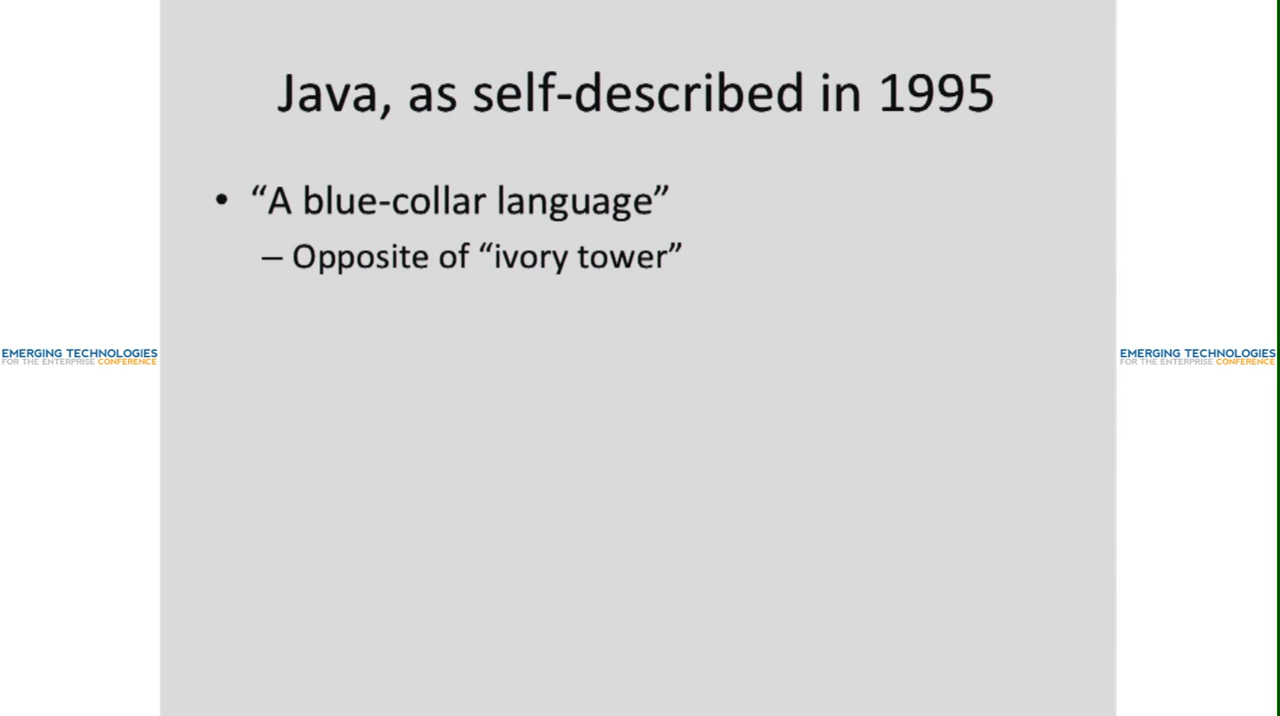 Java, as self-described in 1995
• “A blue-collar language”
– Opposite of “ivory tower”
EMERGING TECHNOLOGIES
FOR THE ENTERPRISE CONFERENCE
EMERGING TECHNOLOGIES
FOR THE ENTERPRISE CONFERENCE